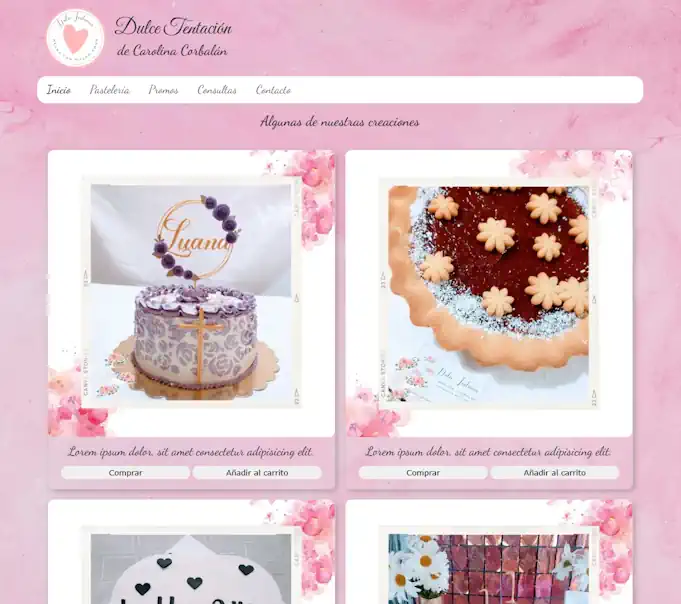 Dulce Tentación
de Carolina Corbalán
Inicio Pastelería Promos Consultas Contacto
Algunas de nuestras creaciones
Luana
Lorem ipsum dolor, sit amet consectetur adipisicing elit.
Lorem ipsum dolor, sit amet consectetur adipisicing elit.
Comprar Añadir al carrito
Comprar Añadir al carrito